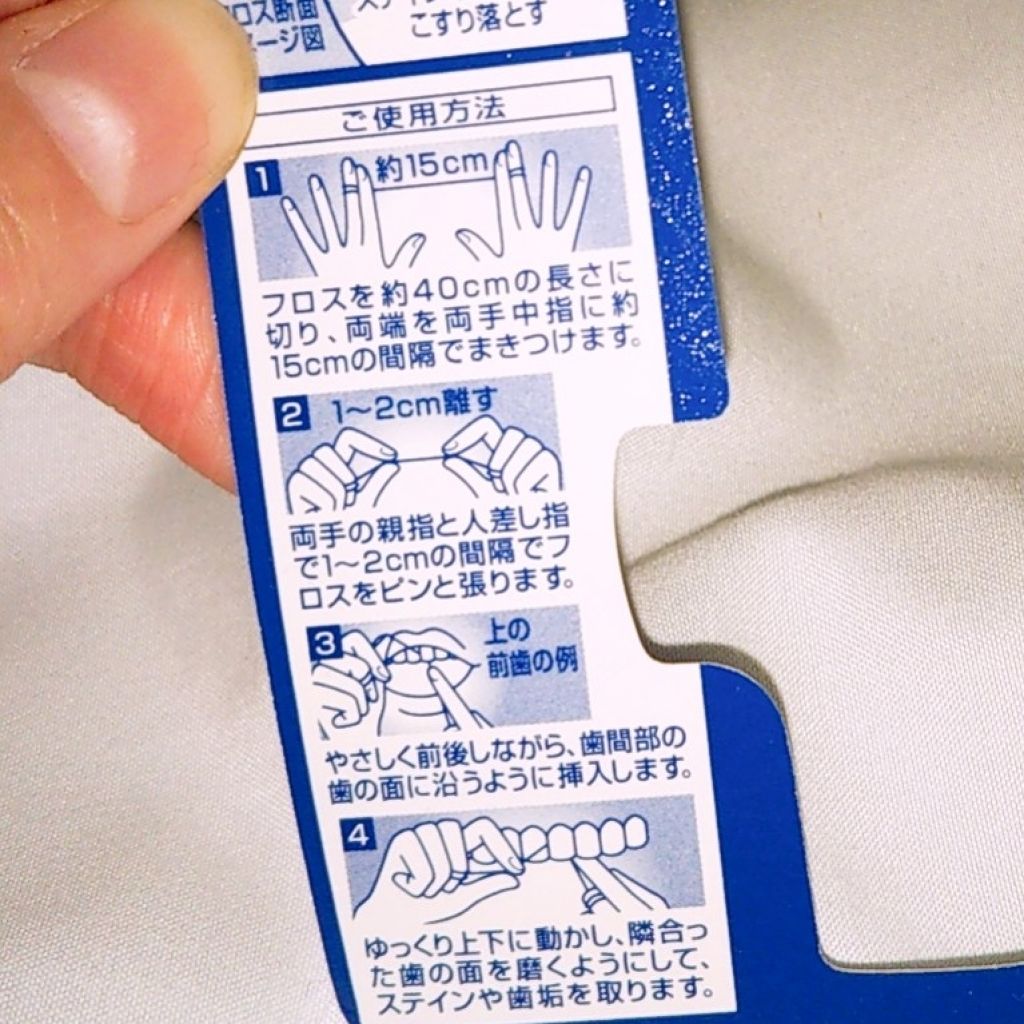 ロス断面
ージ図
こすり落とす
ご使用方法
1
約15cm
フロスを約40cmの長さに
切り、両端を両手中指に約
15cmの間隔でまきつけます。
2
1〜2cm離す
両手の親指と人差し指
で1〜2cmの間隔でフ
ロスをピンと張ります。
3
上の
前歯の例
やさしく前後しながら、歯間部の
歯の面に沿うように挿入します。
4
ゆっくり上下に動かし、隣合っ
た歯の面を磨くようにして、
ステインや歯垢を取ります。